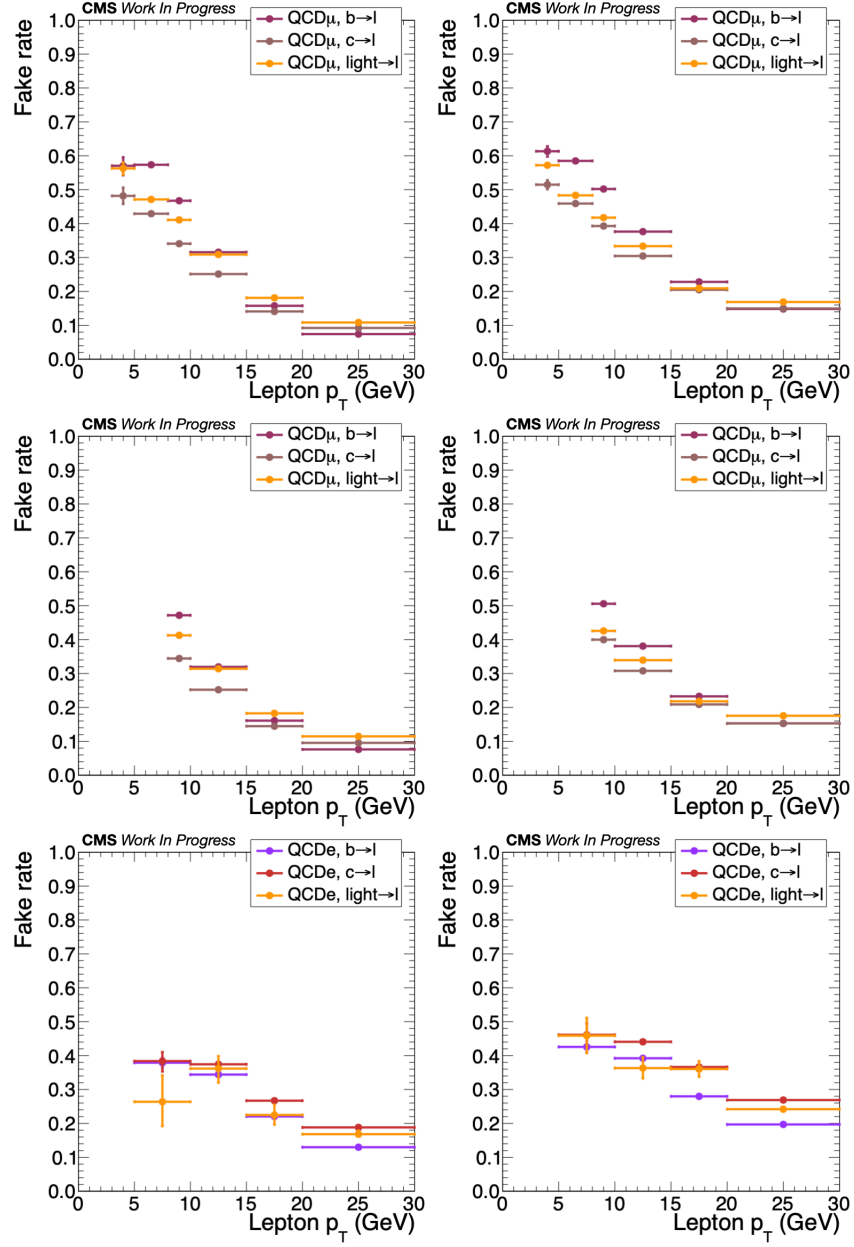 CMS Work In Progress
QCDμ, b→l
QCDμ, c→l
QCDμ, light→l
Fake rate
1.0
0.9
0.8
0.7
0.6
0.5
0.4
0.3
0.2
0.1
0.0
0 5 10 15 20 25 30
Lepton p_T (GeV)
CMS Work In Progress
QCDμ, b→l
QCDμ, c→l
QCDμ, light→l
Fake rate
1.0
0.9
0.8
0.7
0.6
0.5
0.4
0.3
0.2
0.1
0.0
0 5 10 15 20 25 30
Lepton p_T (GeV)
CMS Work In Progress
QCDμ, b→l
QCDμ, c→l
QCDμ, light→l
Fake rate
1.0
0.9
0.8
0.7
0.6
0.5
0.4
0.3
0.2
0.1
0.0
0 5 10 15 20 25 30
Lepton p_T (GeV)
CMS Work In Progress
QCDμ, b→l
QCDμ, c→l
QCDμ, light→l
Fake rate
1.0
0.9
0.8
0.7
0.6
0.5
0.4
0.3
0.2
0.1
0.0
0 5 10 15 20 25 30
Lepton p_T (GeV)
CMS Work In Progress
QCDe, b→l
QCDe, c→l
QCDe, light→l
Fake rate
1.0
0.9
0.8
0.7
0.6
0.5
0.4
0.3
0.2
0.1
0.0
0 5 10 15 20 25 30
Lepton p_T (GeV)
CMS Work In Progress
QCDe, b→l
QCDe, c→l
QCDe, light→l
Fake rate
1.0
0.9
0.8
0.7
0.6
0.5
0.4
0.3
0.2
0.1
0.0
0 5 10 15 20 25 30
Lepton p_T (GeV)